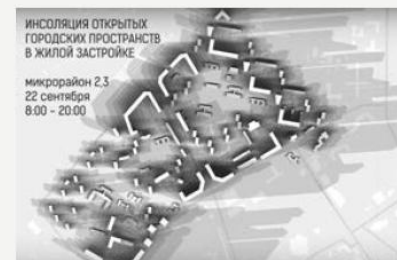 ИНСОЛЯЦИЯ ОТКРЫТЫХ
ГОРОДСКИХ ПРОСТРАНСТВ
В ЖИЛОЙ ЗАСТРОЙКЕ
микрорайон 2,3
22 сентября
8:00 – 20:00